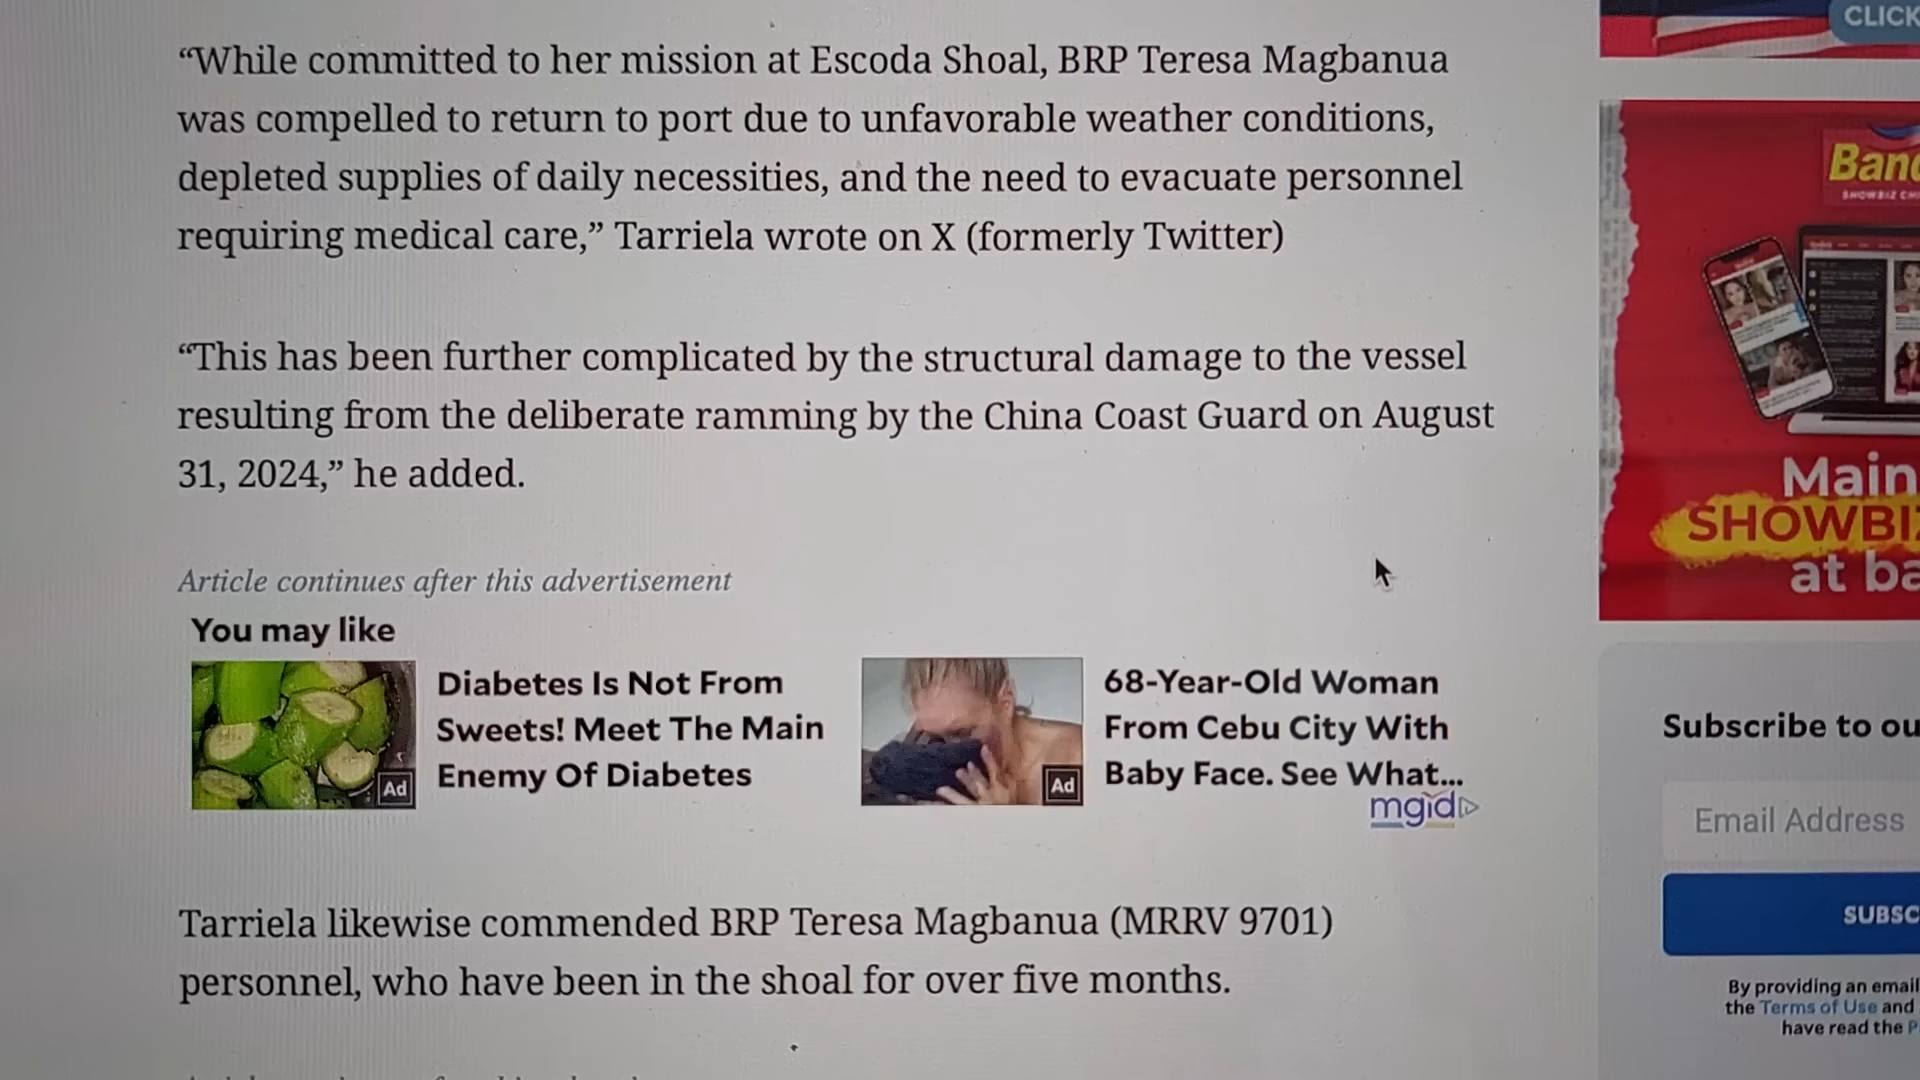 “While committed to her mission at Escoda Shoal, BRP Teresa Magbanua
was compelled to return to port due to unfavorable weather conditions,
depleted supplies of daily necessities, and the need to evacuate personnel
requiring medical care,” Tarriela wrote on X (formerly Twitter)
“This has been further complicated by the structural damage to the vessel
resulting from the deliberate ramming by the China Coast Guard on August
31, 2024,” he added.
Article continues after this advertisement
You may like
Diabetes Is Not From
Sweets! Meet The Main
Enemy Of Diabetes
Ad
68-Year-Old Woman
From Cebu City With
Baby Face. See What...
Ad
mgid
Tarriela likewise commended BRP Teresa Magbanua (MRRV 9701)
personnel, who have been in the shoal for over five months.
CLICK
Main
at
Subscribe to
Email Address
By providing an email
the Terms of Use and
have read the